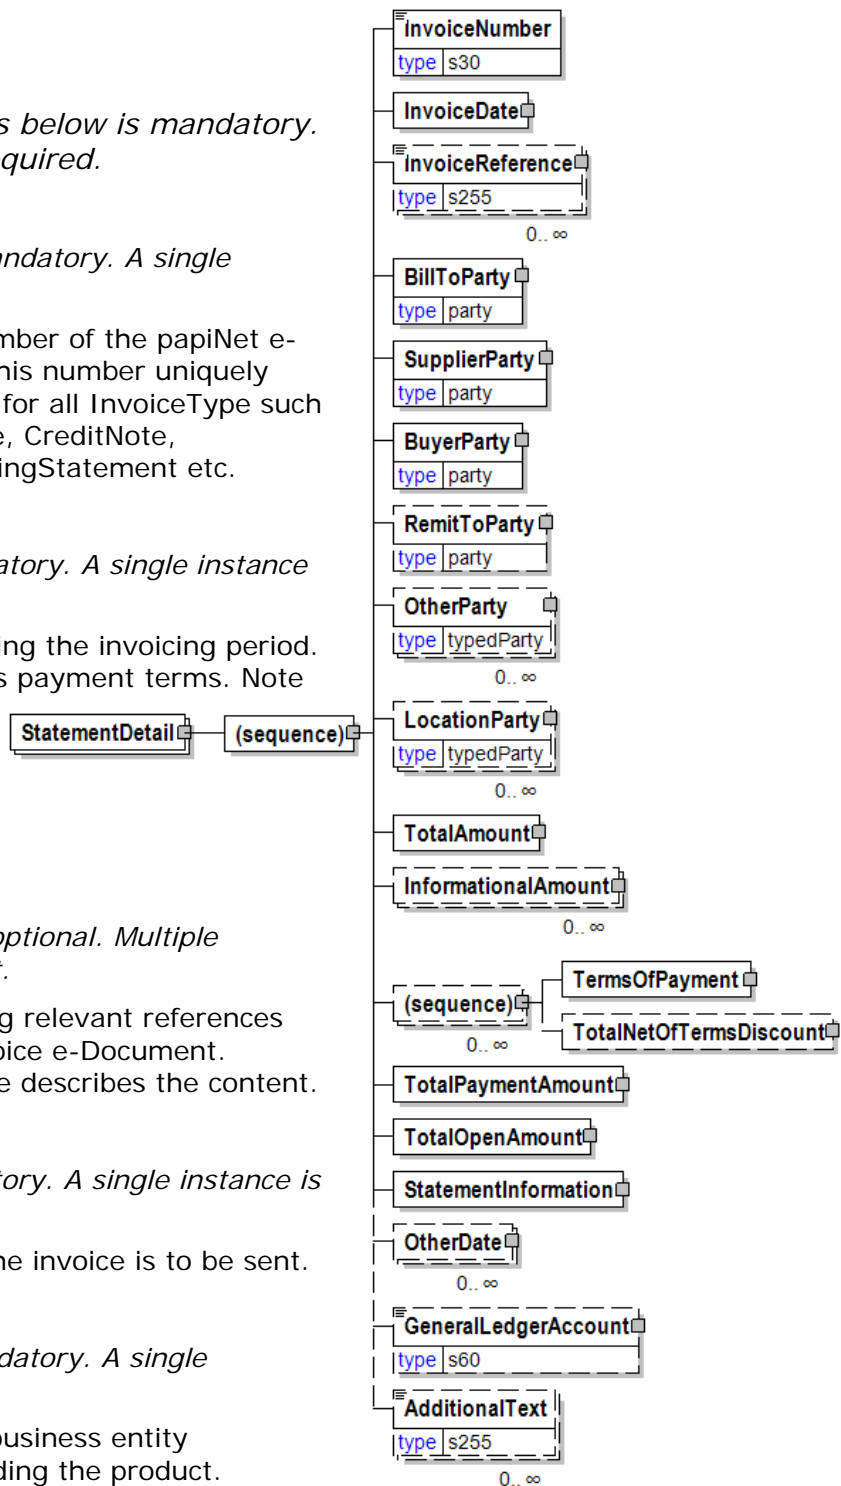 InvoiceNumber
type s30
InvoiceDate
s below is mandatory.
quired.
InvoiceReference
type s255
0.. ∞
andatory. A single
BillToParty
type party
mber of the papiNet e-
his number uniquely
for all InvoiceType such
e, CreditNote,
ingStatement etc.
SupplierParty
type party
BuyerParty
type party
RemitToParty
type party
atory. A single instance
OtherParty
type typedParty
0.. ∞
ing the invoicing period.
s payment terms. Note
StatementDetail
(sequence)
LocationParty
type typedParty
0.. ∞
TotalAmount
InformationalAmount
0.. ∞
optional. Multiple
t.
g relevant references
oice e-Document.
e describes the content.
(sequence)
0.. ∞
TermsOfPayment
TotalNetOfTermsDiscount
TotalPaymentAmount
TotalOpenAmount
tory. A single instance is
StatementInformation
OtherDate
0.. ∞
he invoice is to be sent.
GeneralLedgerAccount
type s60
datory. A single
AdditionalText
type s255
0.. ∞
business entity
ding the product.